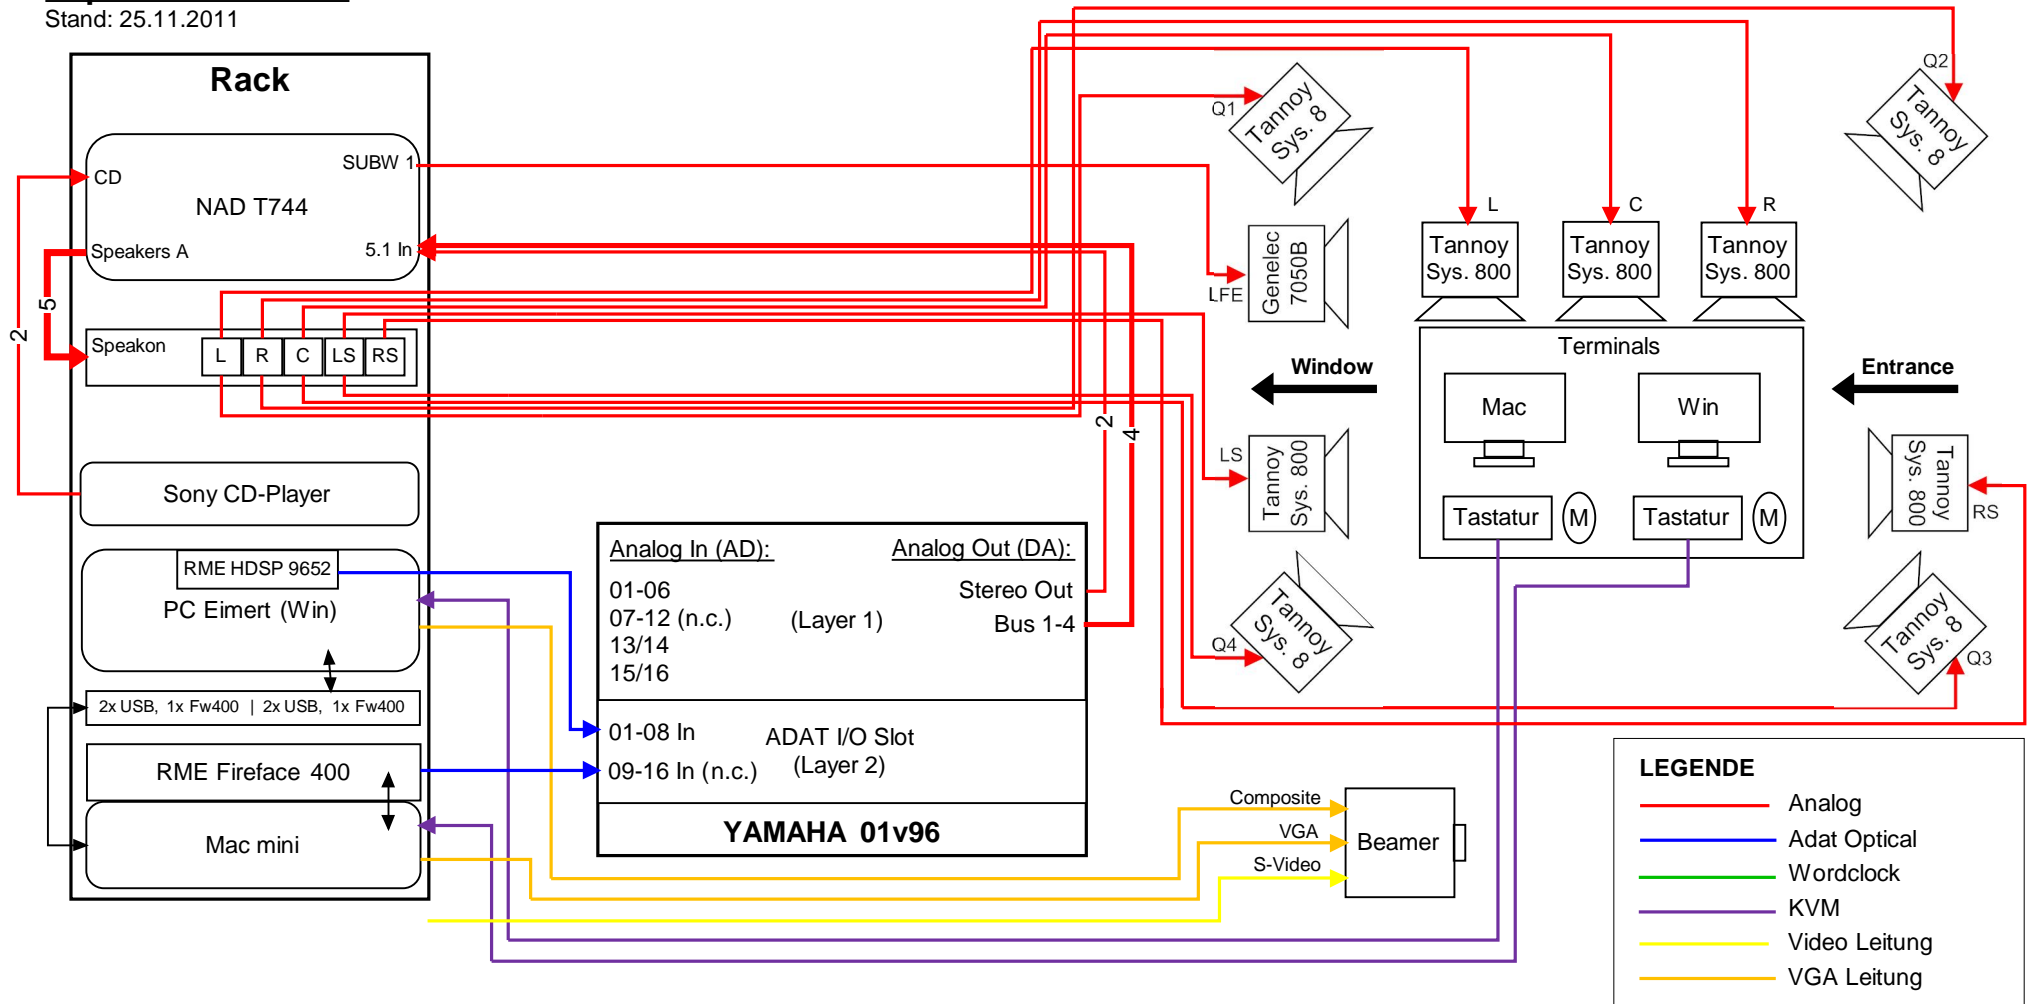 Stand: 25.11.2011
Rack
CD
SUBW 1
NAD T744
Speakers A
5.1 In
5
2
Speakon
L
R
C
LS
RS
Sony CD-Player
RME HDSP 9652
PC Eimert (Win)
2x USB, 1x Fw400 | 2x USB, 1x Fw400
RME Fireface 400
Mac mini
2
4
Analog In (AD):
Analog Out (DA):
01-06
Stereo Out
07-12 (n.c.)
(Layer 1)
Bus 1-4
13/14
15/16
01-08 In
ADAT I/O Slot
09-16 In (n.c.)
(Layer 2)
YAMAHA 01v96
Q1
Tannoy
Sys. 8
Q2
Tannoy
Sys. 8
LFE
Genelec
7050B
L
Tannoy
Sys. 800
C
Tannoy
Sys. 800
R
Tannoy
Sys. 800
Terminals
Window
Entrance
Mac
Win
Tastatur
M
Tastatur
M
LS
Tannoy
Sys. 800
Tannoy
Sys. 800
RS
Q4
Tannoy
Sys. 8
Tannoy
Sys. 8
Q3
Composite
VGA
S-Video
Beamer
LEGENDE
Analog
Adat Optical
Wordclock
KVM
Video Leitung
VGA Leitung